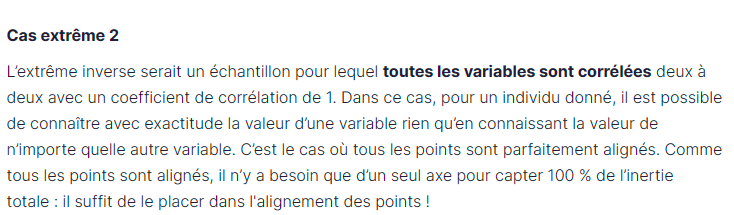 Cas extrême 2
L’extrême inverse serait un échantillon pour lequel toutes les variables sont corrélées deux à
deux avec un coefficient de corrélation de 1. Dans ce cas, pour un individu donné, il est possible
de connaître avec exactitude la valeur d’une variable rien qu’en connaissant la valeur de
n’importe quelle autre variable. C’est le cas où tous les points sont parfaitement alignés. Comme
tous les points sont alignés, il n’y a besoin que d’un seul axe pour capter 100 % de l’inertie
totale : il suffit de le placer dans l'alignement des points !